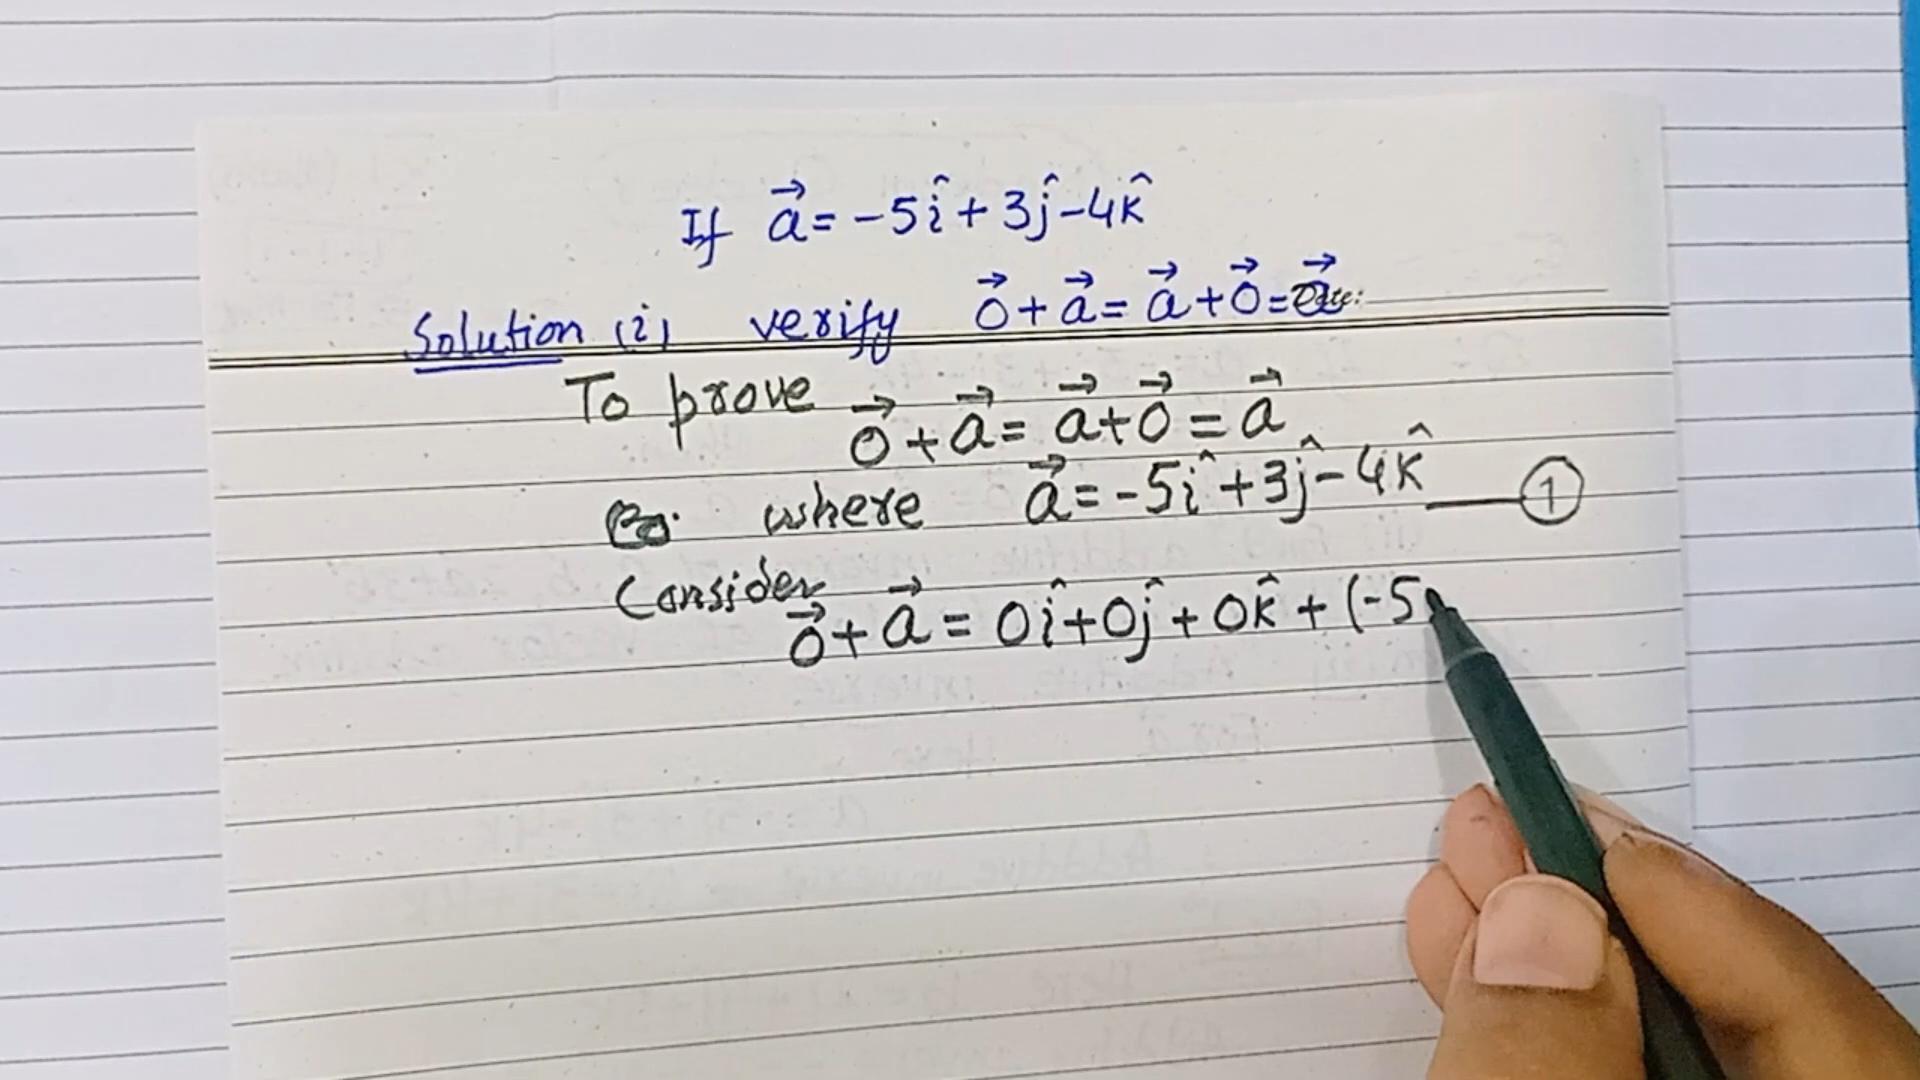 If a⃗ = -5î + 3ĵ - 4k̂
Solution (i) verify 0⃗ + a⃗ = a⃗ + 0⃗ = a⃗ Date:
To prove 0⃗ + a⃗ = a⃗ + 0⃗ = a⃗
where a⃗ = -5î + 3ĵ - 4k̂ — ①
Consider
0⃗ + a⃗ = 0î + 0ĵ + 0k̂ + (-5